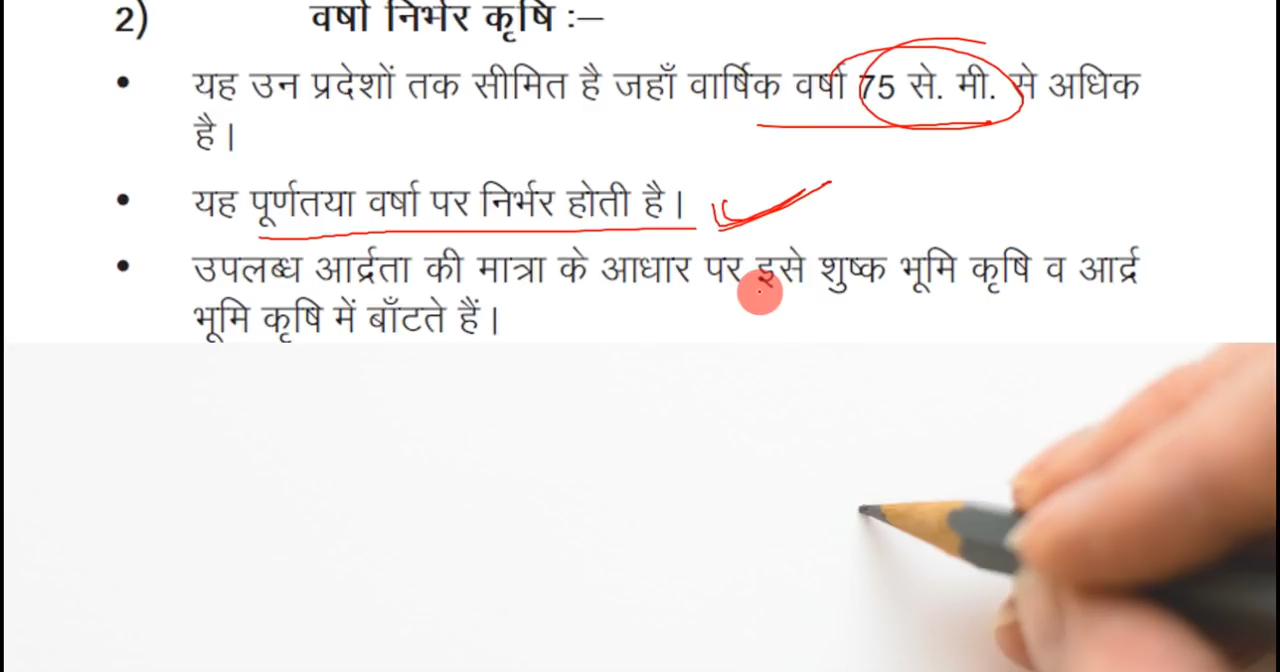 2) वर्षा निर्भर कृषि :–
• यह उन प्रदेशों तक सीमित है जहाँ वार्षिक वर्षा 75 से. मी. से अधिक
है।
• यह पूर्णतया वर्षा पर निर्भर होती है।
• उपलब्ध आर्द्रता की मात्रा के आधार पर इसे शुष्क भूमि कृषि व आर्द्र
भूमि कृषि में बाँटते हैं।